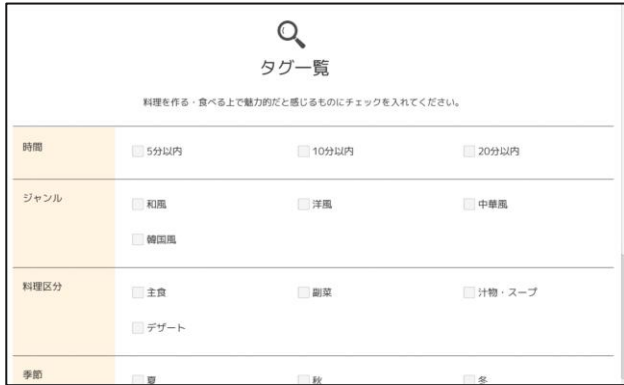 タグ一覧
料理を作る・食べる上で魅力的だと感じるものにチェックを入れてください。
時間
5分以内
10分以内
20分以内
ジャンル
和風
洋風
中華風
韓国風
料理区分
主食
副菜
汁物・スープ
デザート
季節
夏
秋
冬